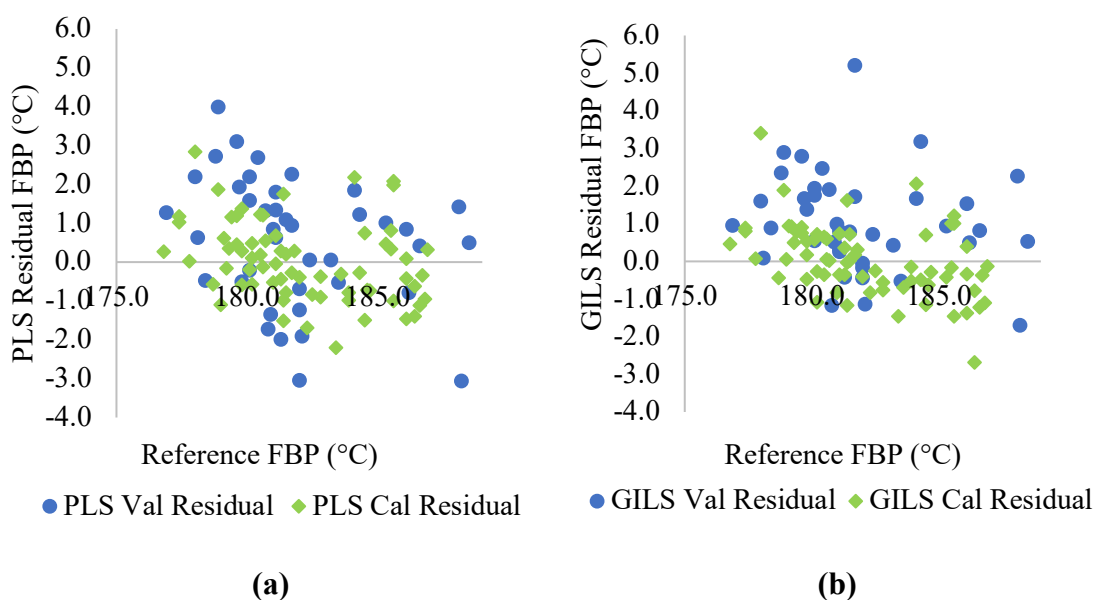 6.0
5.0
4.0
3.0
2.0
1.0
0.0
-1.0
-2.0
-3.0
-4.0
175.0
180.0
185.0
PLS Residual FBP (°C)
Reference FBP (°C)
PLS Val Residual
PLS Cal Residual
(a)
6.0
5.0
4.0
3.0
2.0
1.0
0.0
-1.0
-2.0
-3.0
-4.0
175.0
180.0
185.0
GILS Residual FBP (°C)
Reference FBP (°C)
GILS Val Residual
GILS Cal Residual
(b)